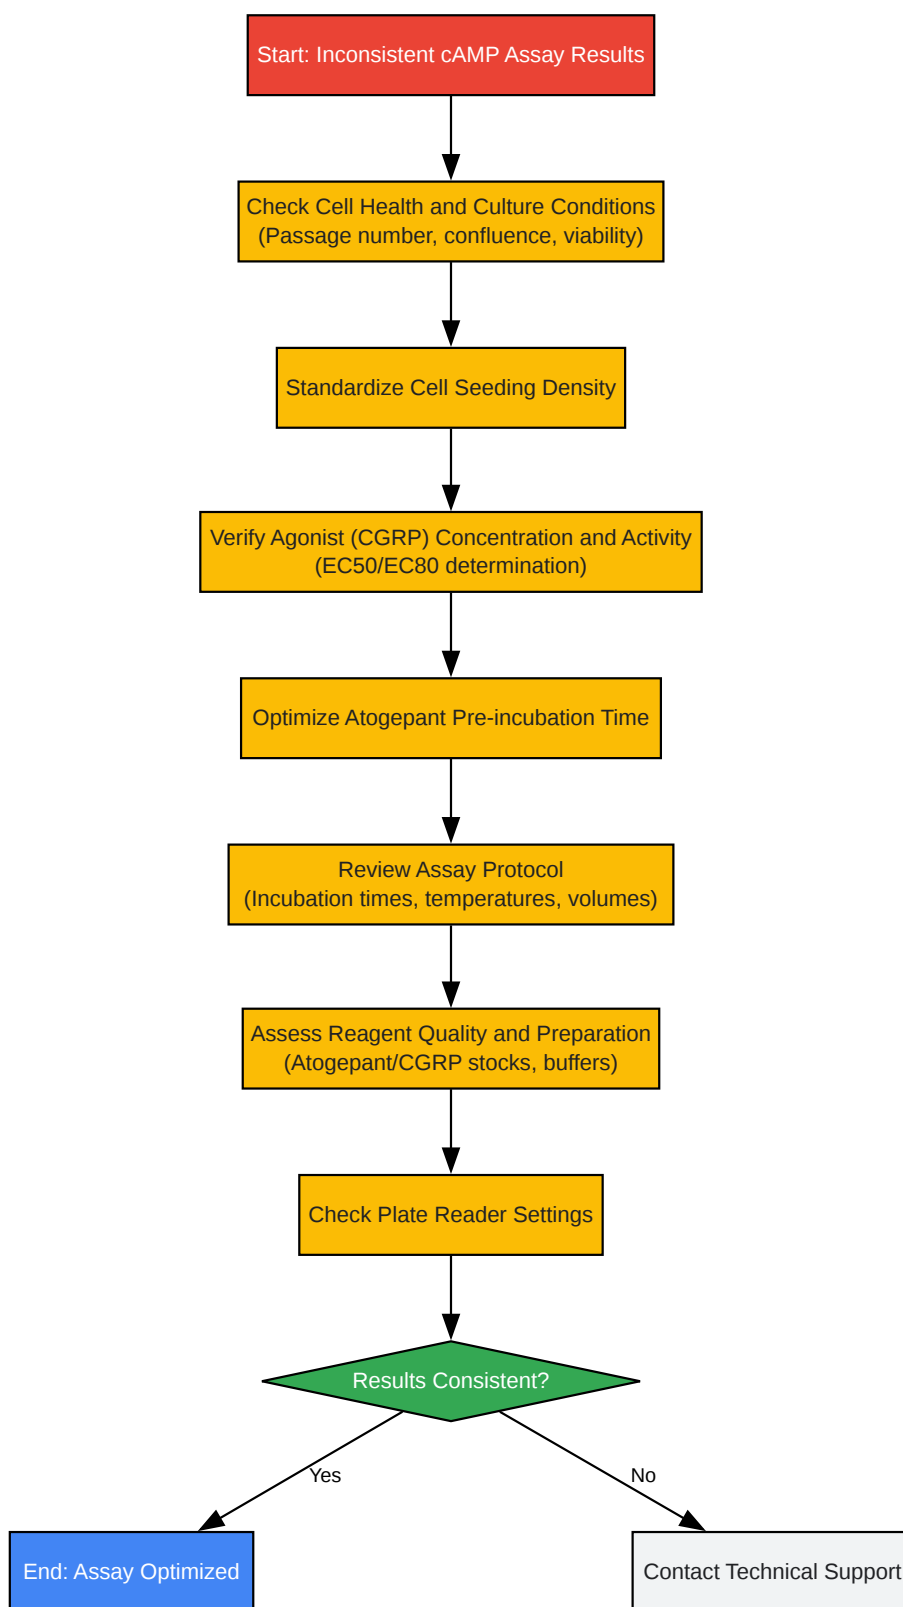 Start: Inconsistent cAMP Assay Results
Check Cell Health and Culture Conditions
(Passage number, confluence, viability)
Standardize Cell Seeding Density
Verify Agonist (CGRP) Concentration and Activity
(EC50/EC80 determination)
Optimize Atogepant Pre-incubation Time
Review Assay Protocol
(Incubation times, temperatures, volumes)
Assess Reagent Quality and Preparation
(Atogepant/CGRP stocks, buffers)
Check Plate Reader Settings
Results Consistent?
Yes
No
End: Assay Optimized
Contact Technical Support